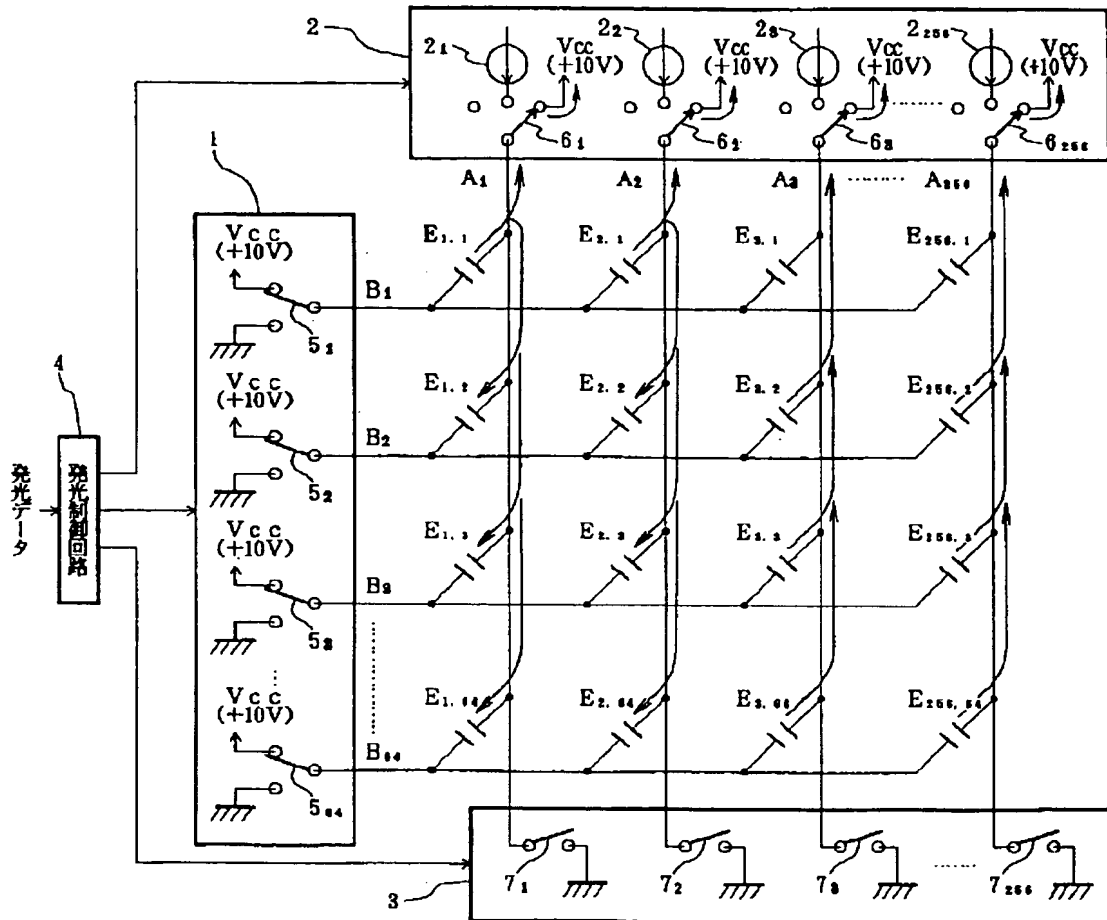 2
2₁
2₂
2₃
2₂₅₆
Vcc
(+10V)
Vcc
(+10V)
Vcc
(+10V)
Vcc
(+10V)
6₁
6₂
6₃
6₂₅₆
A₁
A₂
A₃
A₂₅₆
1
Vcc
(+10V)
5₁
B₁
E₁.₁
E₂.₁
E₃.₁
E₂₅₆.₁
Vcc
(+10V)
5₂
B₂
E₁.₂
E₂.₂
E₃.₂
E₂₅₆.₂
4
発光データ
発光制御回路
Vcc
(+10V)
5₃
B₃
E₁.₃
E₂.₃
E₃.₃
E₂₅₆.₃
Vcc
(+10V)
5₆₄
B₆₄
E₁.₆₄
E₂.₆₄
E₃.₆₆
E₂₅₆.₆₄
3
7₁
7₂
7₃
7₂₅₆